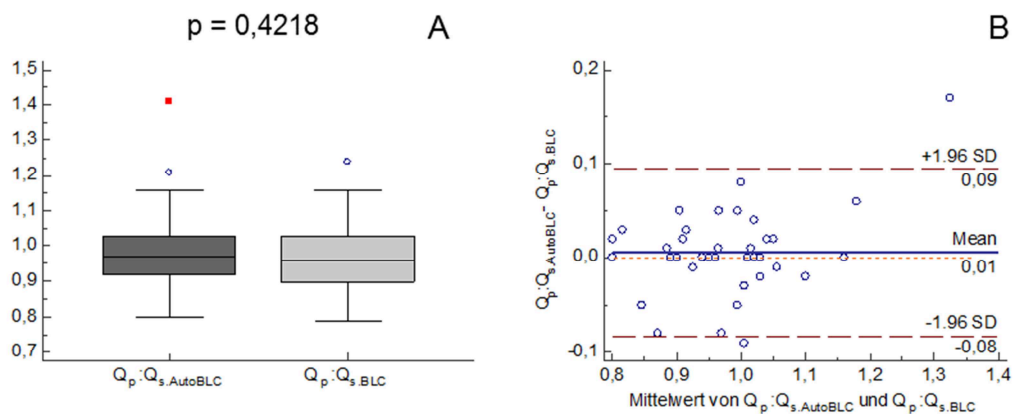 p = 0,4218
A
1,5
1,4
1,3
1,2
1,1
1,0
0,9
0,8
0,7
Qp:Qs.AutoBLC
Qp:Qs.BLC
B
Qp:Qs.AutoBLC- Qp:Qs.BLC
0,2
0,1
0,0
-0,1
+1.96 SD
0,09
Mean
0,01
-1.96 SD
-0,08
0,8
0,9
1,0
1,1
1,2
1,3
1,4
Mittelwert von Qp:Qs.AutoBLC und Qp:Qs.BLC